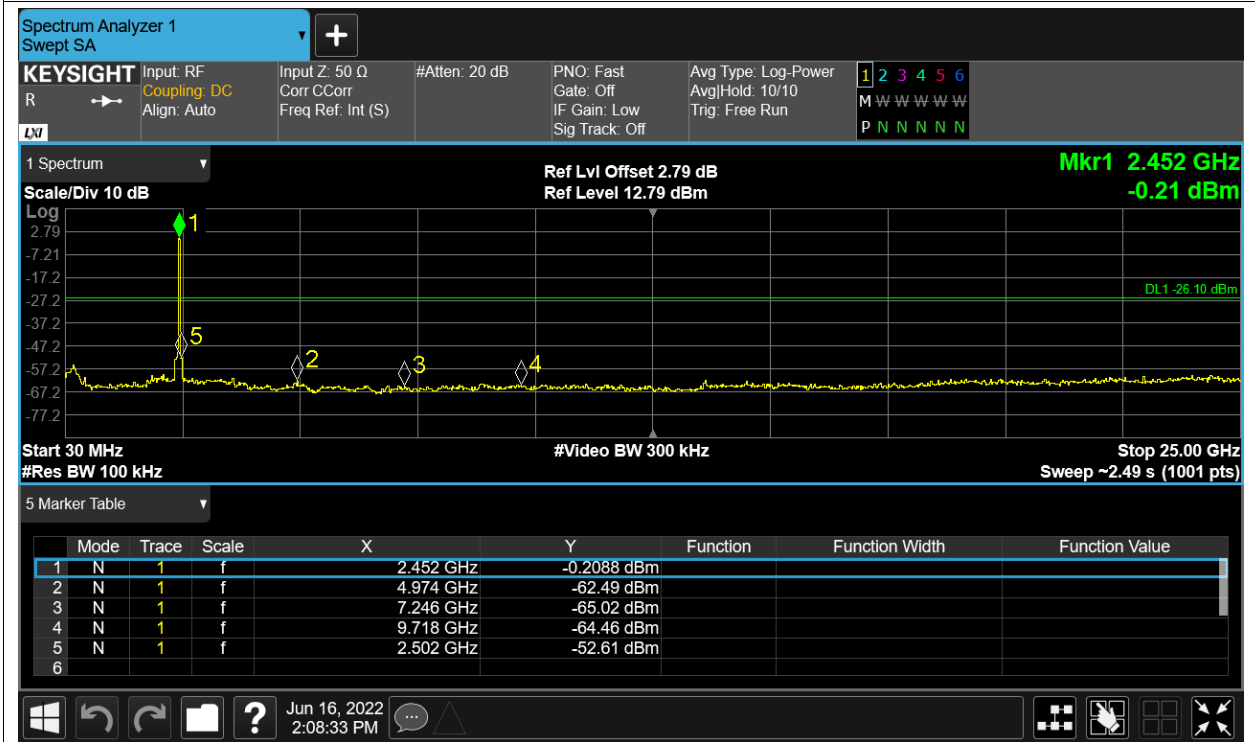 Spectrum Analyzer 1
Swept SA
+
KEYSIGHT Input: RF Input Z: 50 Ω #Atten: 20 dB PNO: Fast Avg Type: Log-Power 1 2 3 4 5 6
R Coupling: DC Corr CCorr Gate: Off Avg|Hold: 10/10 M W W W W W
Align: Auto Freq Ref: Int (S) IF Gain: Low Trig: Free Run
LXI Sig Track: Off P N N N N N
1 Spectrum Ref Lvl Offset 2.79 dB Mkr1 2.452 GHz
Scale/Div 10 dB Ref Level 12.79 dBm -0.21 dBm
Log
1
2.79
-7.21
-17.2
DL1 -26.10 dBm
-27.2
-37.2
5
-47.2
2 3 4
-57.2
-67.2
-77.2
Start 30 MHz #Video BW 300 kHz Stop 25.00 GHz
#Res BW 100 kHz Sweep ~2.49 s (1001 pts)
5 Marker Table
Mode Trace Scale X Y Function Function Width Function Value
1 N 1 f 2.452 GHz -0.2088 dBm
2 N 1 f 4.974 GHz -62.49 dBm
3 N 1 f 7.246 GHz -65.02 dBm
4 N 1 f 9.718 GHz -64.46 dBm
5 N 1 f 2.502 GHz -52.61 dBm
6
? Jun 16, 2022
2:08:33 PM